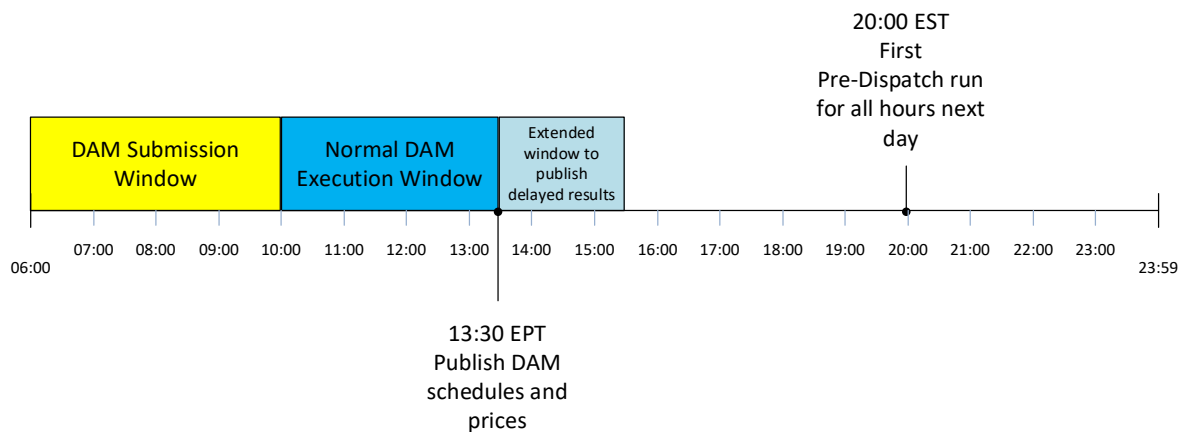 20:00 EST
First
Pre-Dispatch run
for all hours next
day
DAM Submission
Window
Normal DAM
Execution Window
Extended
window to
publish
delayed results
06:00
07:00
08:00
09:00
10:00
11:00
12:00
13:00
14:00
15:00
16:00
17:00
18:00
19:00
20:00
21:00
22:00
23:00
23:59
13:30 EPT
Publish DAM
schedules and
prices